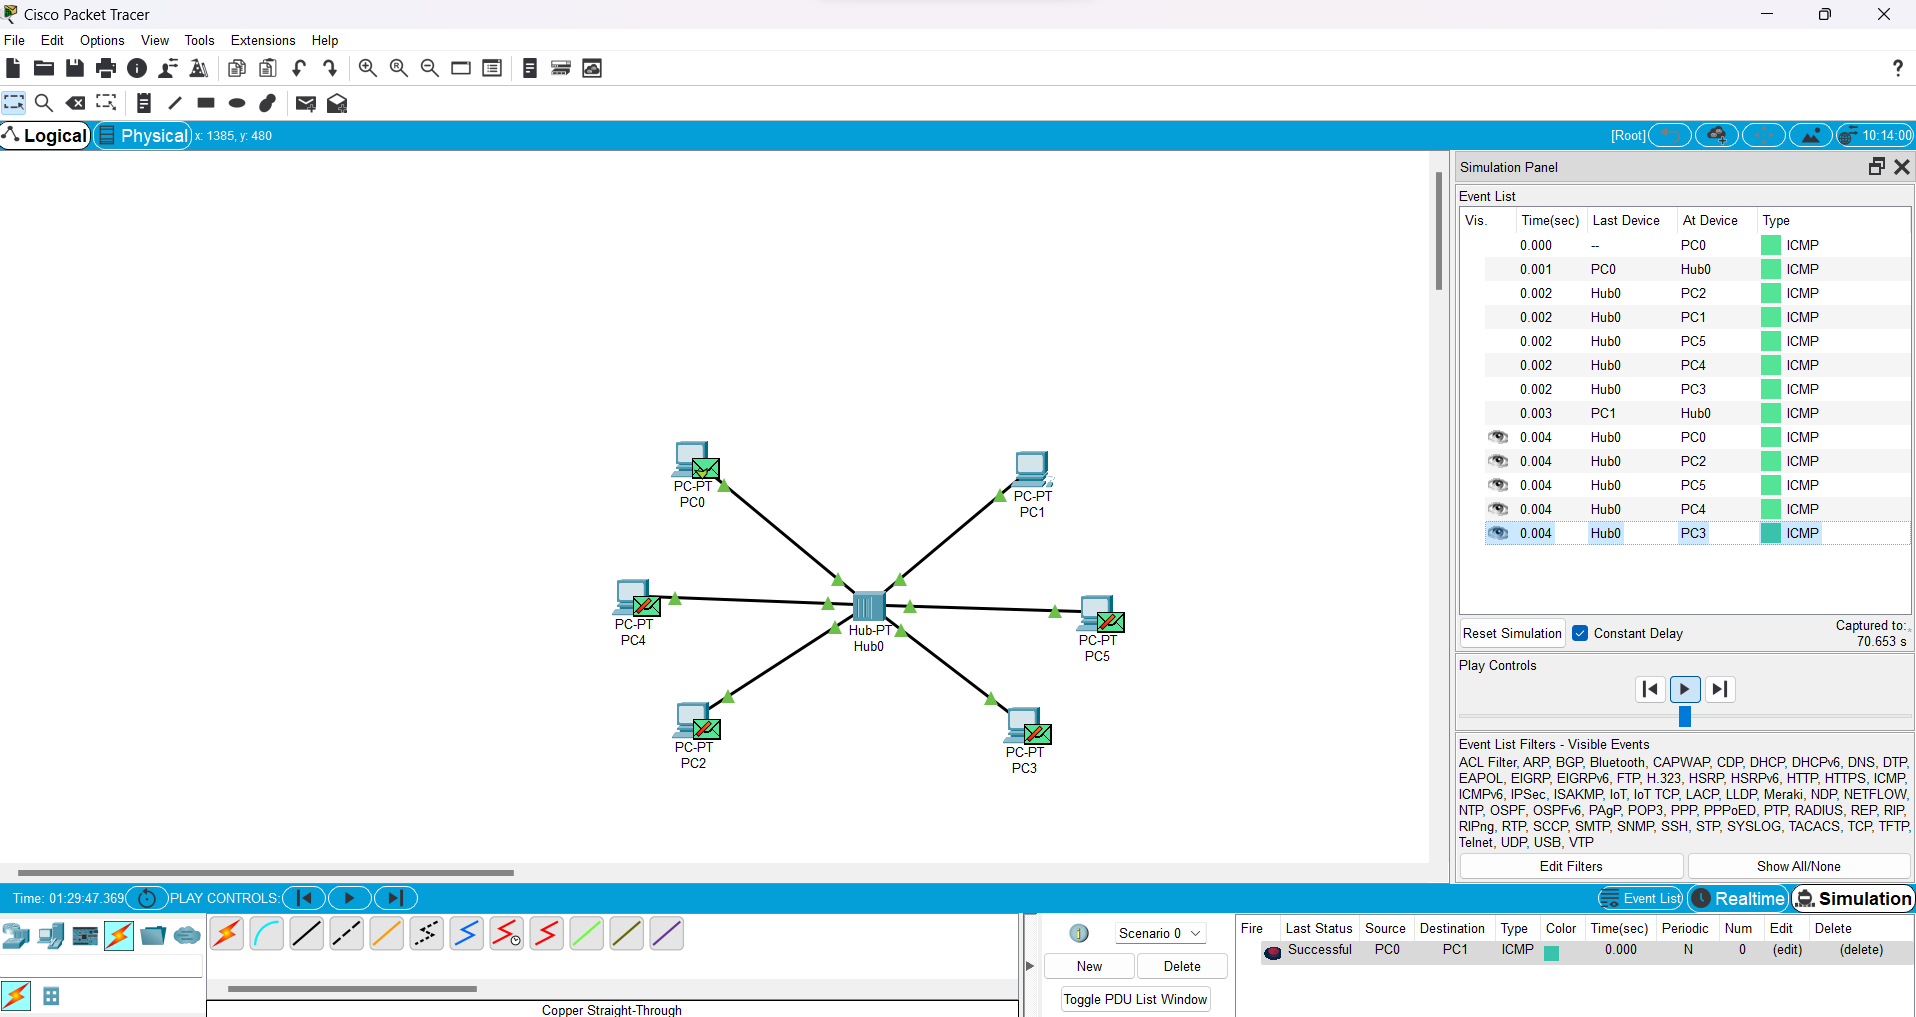 Cisco Packet Tracer
File Edit Options View Tools Extensions Help
Logical Physical x: 1385, y: 480 [Root] 10:14:00
PC-PT
PC0
PC-PT
PC1
PC-PT
PC4
Hub-PT
Hub0
PC-PT
PC5
PC-PT
PC2
PC-PT
PC3
Simulation Panel
Event List
Vis. Time(sec) Last Device At Device Type
0.000 -- PC0 ICMP
0.001 PC0 Hub0 ICMP
0.002 Hub0 PC2 ICMP
0.002 Hub0 PC1 ICMP
0.002 Hub0 PC5 ICMP
0.002 Hub0 PC4 ICMP
0.002 Hub0 PC3 ICMP
0.003 PC1 Hub0 ICMP
0.004 Hub0 PC0 ICMP
0.004 Hub0 PC2 ICMP
0.004 Hub0 PC5 ICMP
0.004 Hub0 PC4 ICMP
0.004 Hub0 PC3 ICMP
Reset Simulation Constant Delay Captured to:
70.653 s
Play Controls
Event List Filters - Visible Events
ACL Filter, ARP, BGP, Bluetooth, CAPWAP, CDP, DHCP, DHCPv6, DNS, DTP,
EAPOL, EIGRP, EIGRPv6, FTP, H.323, HSRP, HSRPv6, HTTP, HTTPS, ICMP,
ICMPv6, IPSec, ISAKMP, IoT, IoT TCP, LACP, LLDP, Meraki, NDP, NETFLOW,
NTP, OSPF, OSPFv6, PAgP, POP3, PPP, PPPoED, PTP, RADIUS, REP, RIP,
RIPng, RTP, SCCP, SMTP, SNMP, SSH, STP, SYSLOG, TACACS, TCP, TFTP,
Telnet, UDP, USB, VTP
Edit Filters Show All/None
Time: 01:29:47.369 PLAY CONTROLS: Event List Realtime Simulation
Copper Straight-Through
Scenario 0
New Delete
Toggle PDU List Window
Fire Last Status Source Destination Type Color Time(sec) Periodic Num Edit Delete
Successful PC0 PC1 ICMP 0.000 N 0 (edit) (delete)